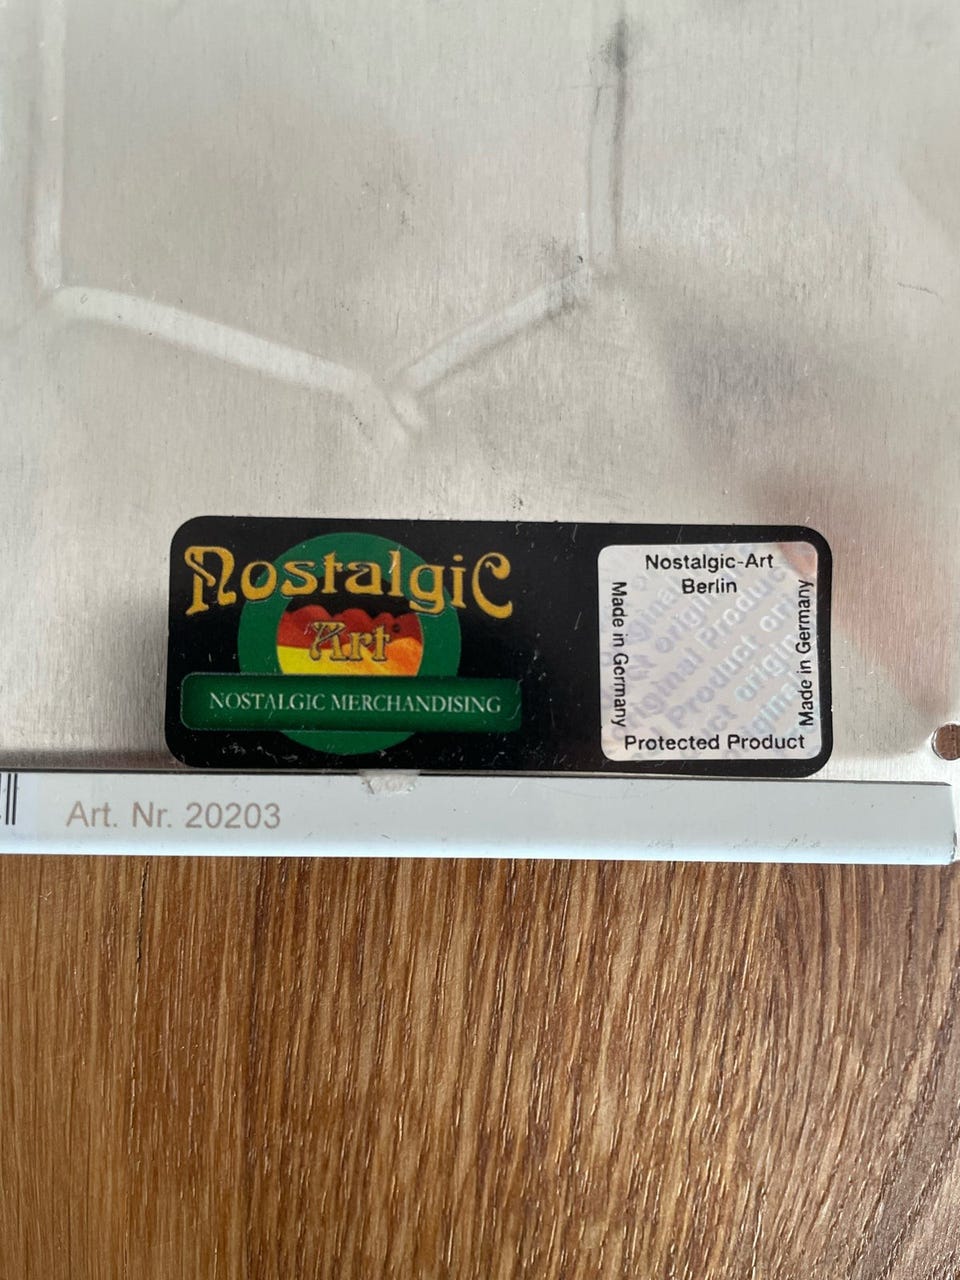 Nostalgic
Art
NOSTALGIC MERCHANDISING
Nostalgic-Art
Berlin
Made in Germany
Made in Germany
Protected Product
Art. Nr. 20203